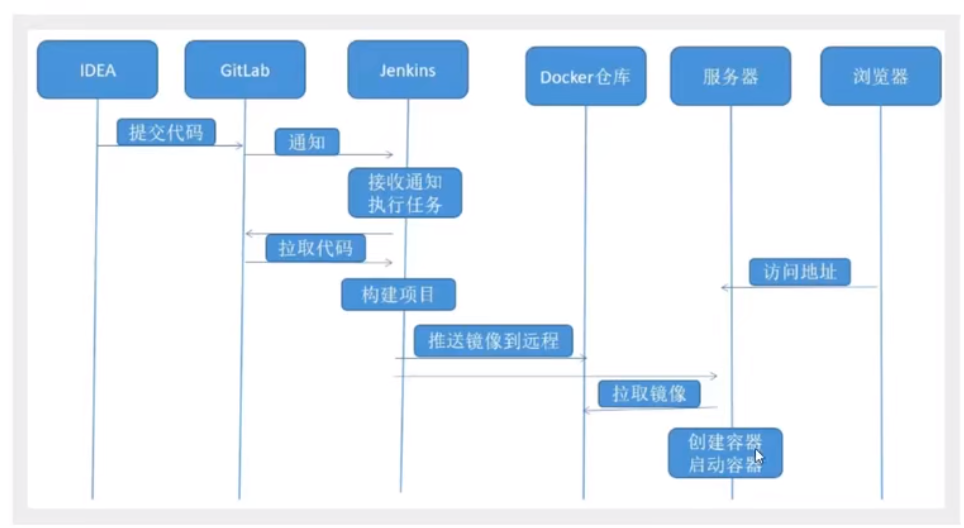 IDEA
GitLab
Jenkins
Docker仓库
服务器
浏览器
提交代码
通知
接收通知
执行任务
拉取代码
访问地址
构建项目
推送镜像到远程
拉取镜像
创建容器
启动容器